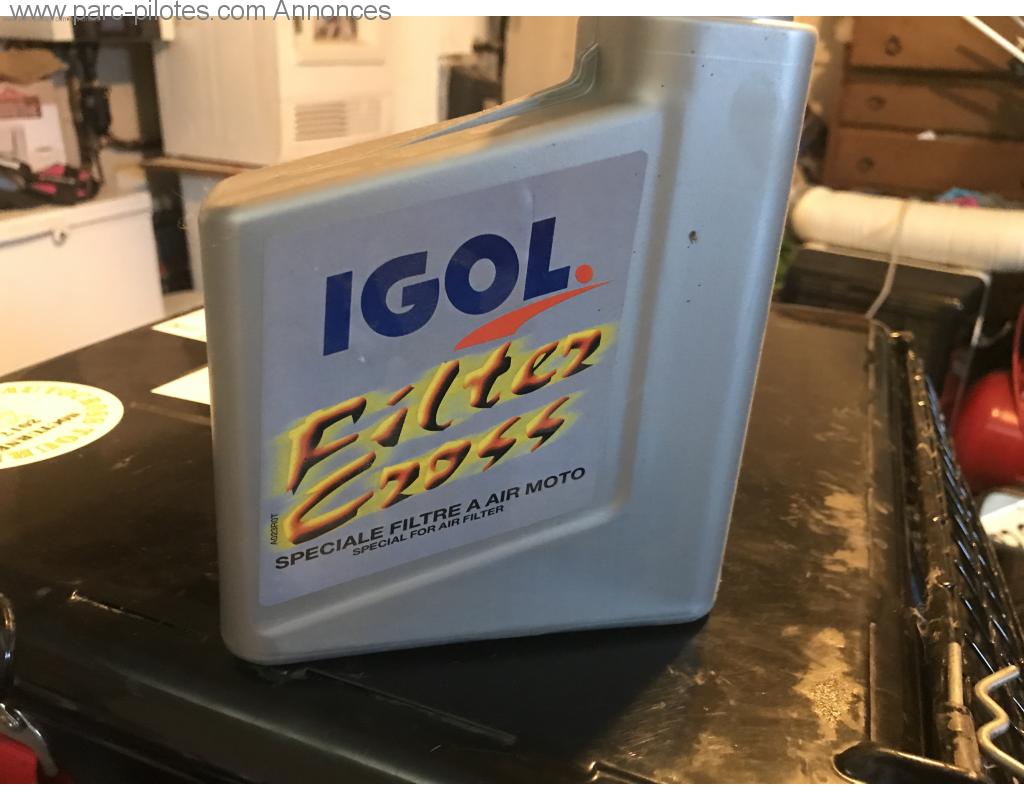 www.parc-pilotes.com Annonces
IGOL.
Filter
Cross
SPECIALE FILTRE A AIR MOTO
SPECIAL FOR AIR FILTER